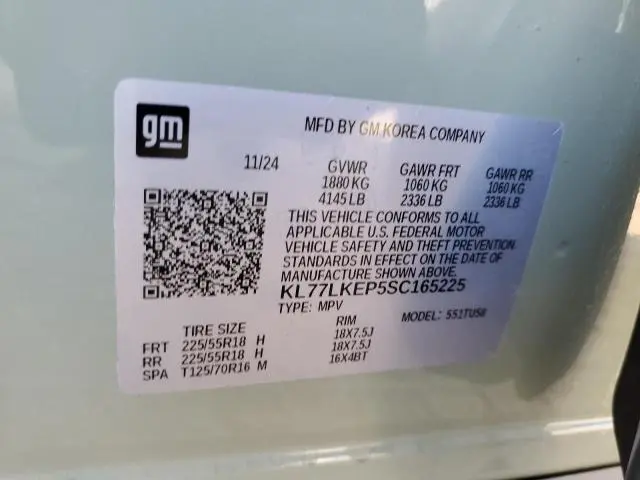 gm
MFD BY GM KOREA COMPANY
11/24 GVWR GAWR FRT GAWR RR
1880 KG 1060 KG 1060 KG
4145 LB 2336 LB 2336 LB
THIS VEHICLE CONFORMS TO ALL
APPLICABLE U.S. FEDERAL MOTOR
VEHICLE SAFETY AND THEFT PREVENTION
STANDARDS IN EFFECT ON THE DATE OF
MANUFACTURE SHOWN ABOVE.
KL77LKEP5SC165225
TYPE: MPV MODEL:
TIRE SIZE RIM
FRT 225/55R18 H 18X7.5J
RR 225/55R18 H 18X7.5J
SPA T125/70R16 M 16X4BT